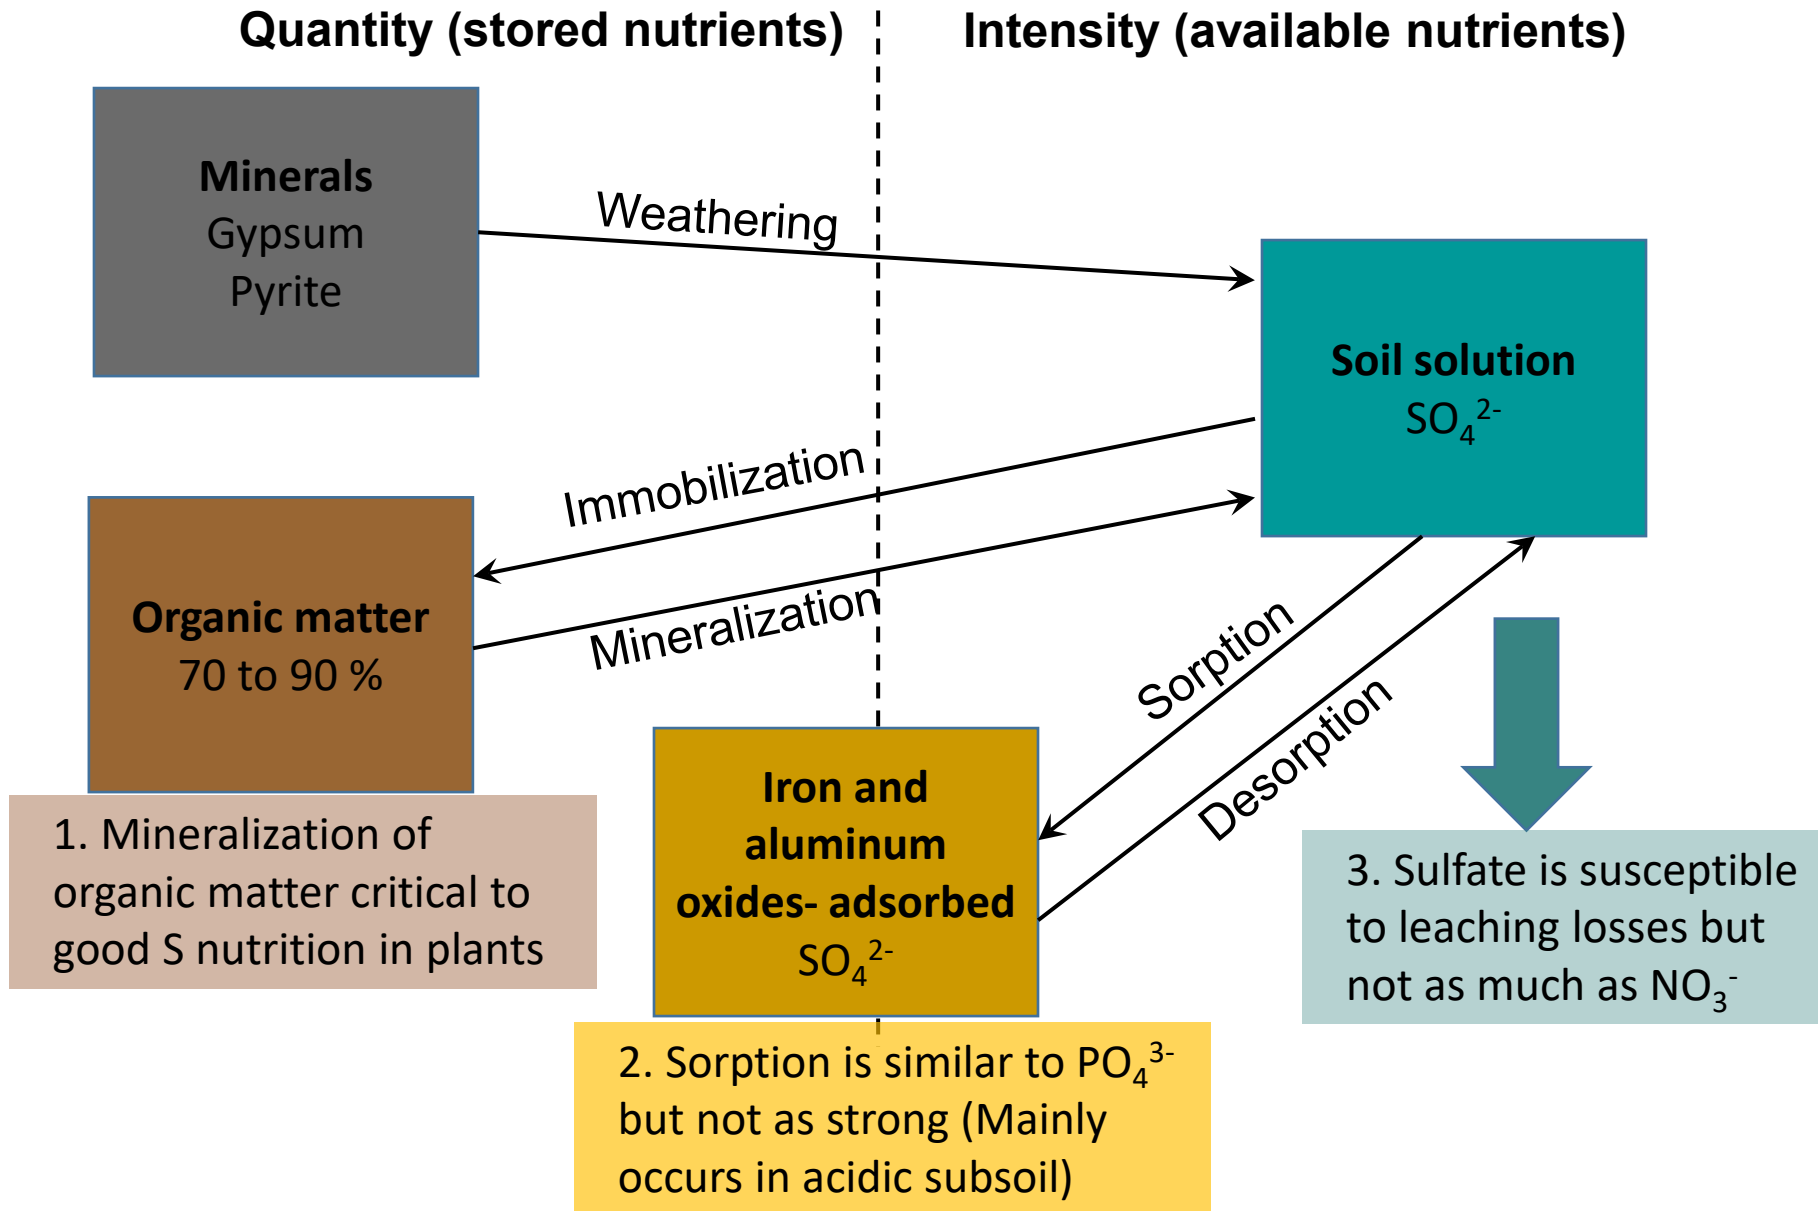 Quantity (stored nutrients)
Intensity (available nutrients)
Minerals
Gypsum
Pyrite
Weathering
Soil solution
SO₄²⁻
Immobilization
Mineralization
Organic matter
70 to 90 %
Sorption
Desorption
Iron and
aluminum
oxides- adsorbed
SO₄²⁻
1. Mineralization of
organic matter critical to
good S nutrition in plants
2. Sorption is similar to PO₄³⁻
but not as strong (Mainly
occurs in acidic subsoil)
3. Sulfate is susceptible
to leaching losses but
not as much as NO₃⁻